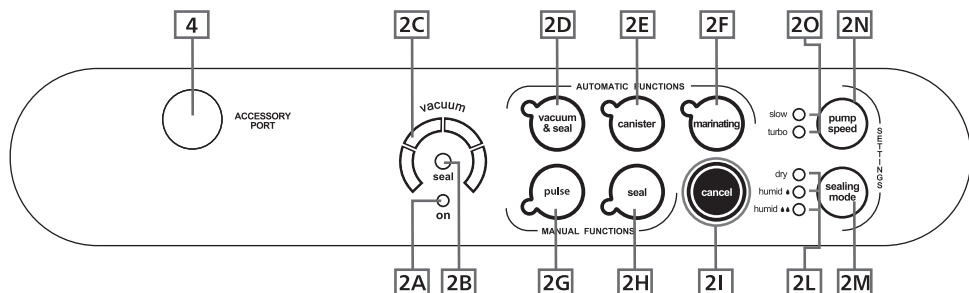 4 2C 2D 2E 2F 2O 2N
AUTOMATIC FUNCTIONS
ACCESSORY
PORT
vacuum
seal
on
vacuum
& seal
canister
marinating
slow
turbo
pump
speed
SETTINGS
pulse
seal
cancel
dry
humid
humid
sealing
mode
MANUAL FUNCTIONS
2A 2B 2G 2H 2I 2L 2M